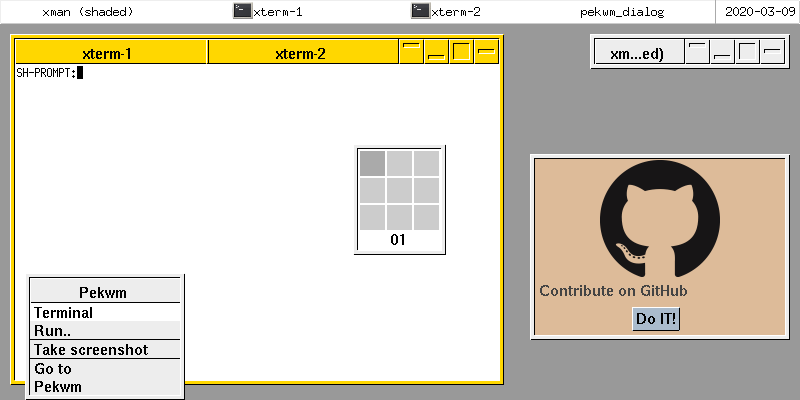 xman (shaded) xterm-1 xterm-2 pekwm_dialog 2020-03-09
xterm-1 xterm-2
xm...ed)
SH-PROMPT:
01
Contribute on GitHub
Do IT!
Pekwm
Terminal
Run..
Take screenshot
Go to
Pekwm